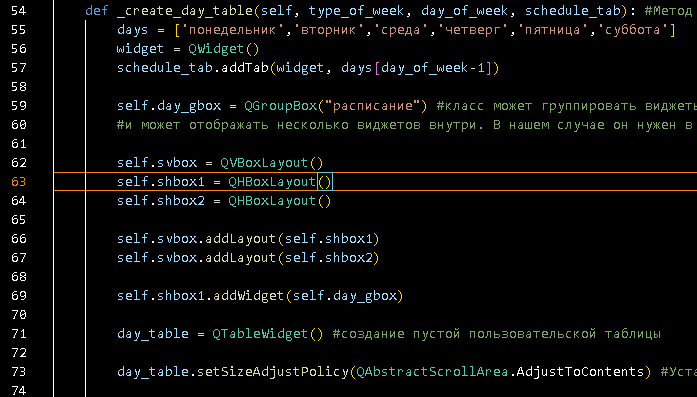 54 def _create_day_table(self, type_of_week, day_of_week, schedule_tab): #Метод
55 days = ['понедельник','вторник','среда','четверг','пятница','суббота']
56 widget = QWidget()
57 schedule_tab.addTab(widget, days[day_of_week-1])
58
59 self.day_gbox = QGroupBox("расписание") #класс может группировать виджеты
60 #и может отображать несколько виджетов внутри. В нашем случае он нужен в
61
62 self.svbox = QVBoxLayout()
63 self.shbox1 = QHBoxLayout()
64 self.shbox2 = QHBoxLayout()
65
66 self.svbox.addLayout(self.shbox1)
67 self.svbox.addLayout(self.shbox2)
68
69 self.shbox1.addWidget(self.day_gbox)
70
71 day_table = QTableWidget() #создание пустой пользовательской таблицы
72
73 day_table.setSizeAdjustPolicy(QAbstractScrollArea.AdjustToContents) #Уста
74